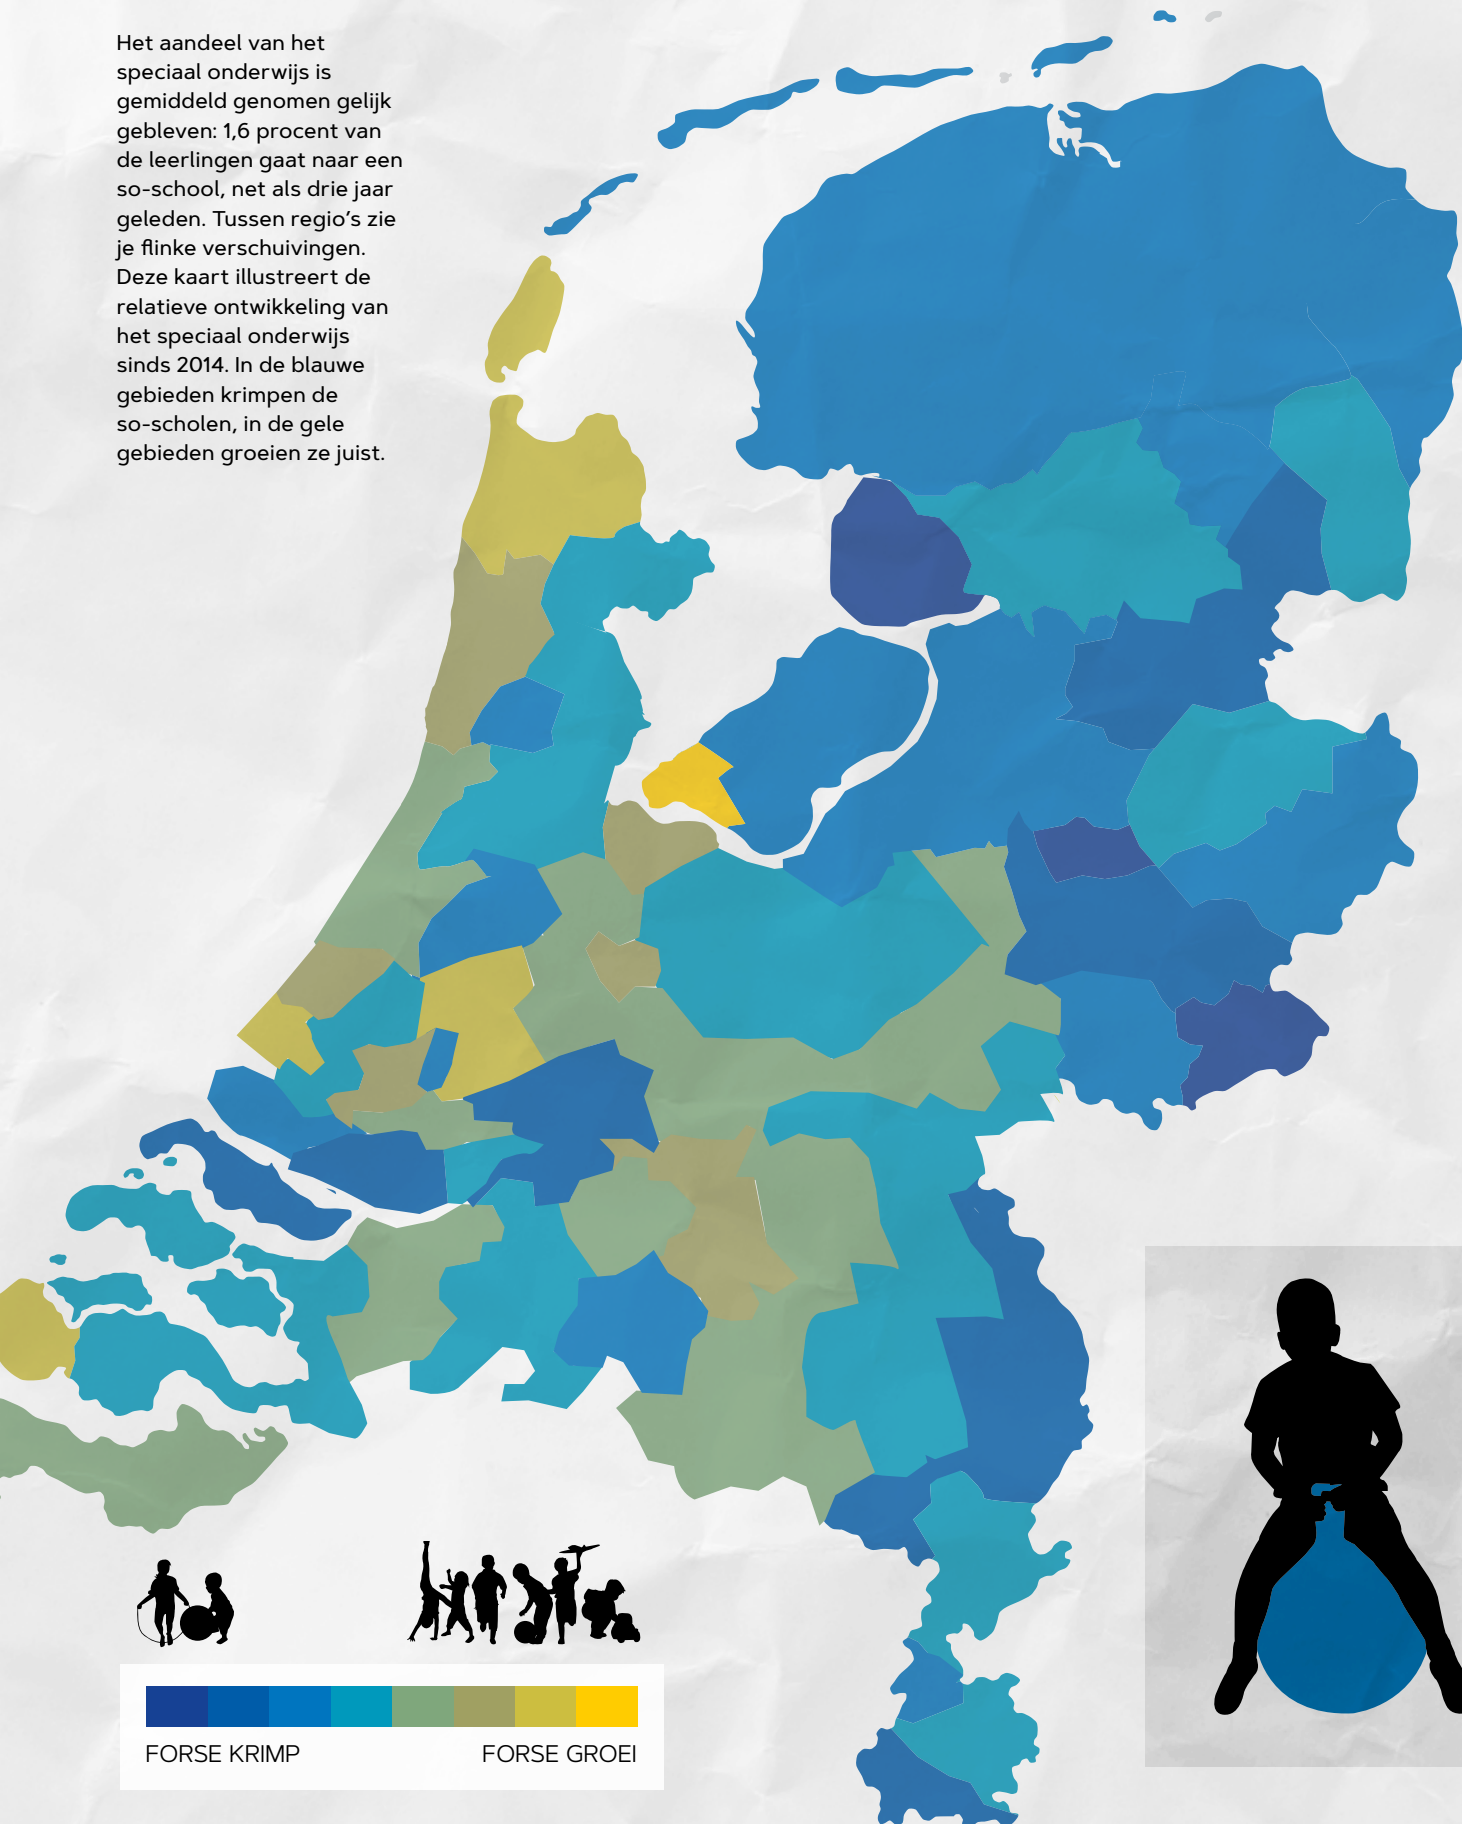 Het aandeel van het
speciaal onderwijs is
gemiddeld genomen gelijk
gebleven: 1,6 procent van
de leerlingen gaat naar een
so-school, net als drie jaar
geleden. Tussen regio’s zie
je flinke verschuivingen.
Deze kaart illustreert de
relatieve ontwikkeling van
het speciaal onderwijs
sinds 2014. In de blauwe
gebieden krimpen de
so-scholen, in de gele
gebieden groeien ze juist.
FORSE KRIMP
FORSE GROEI